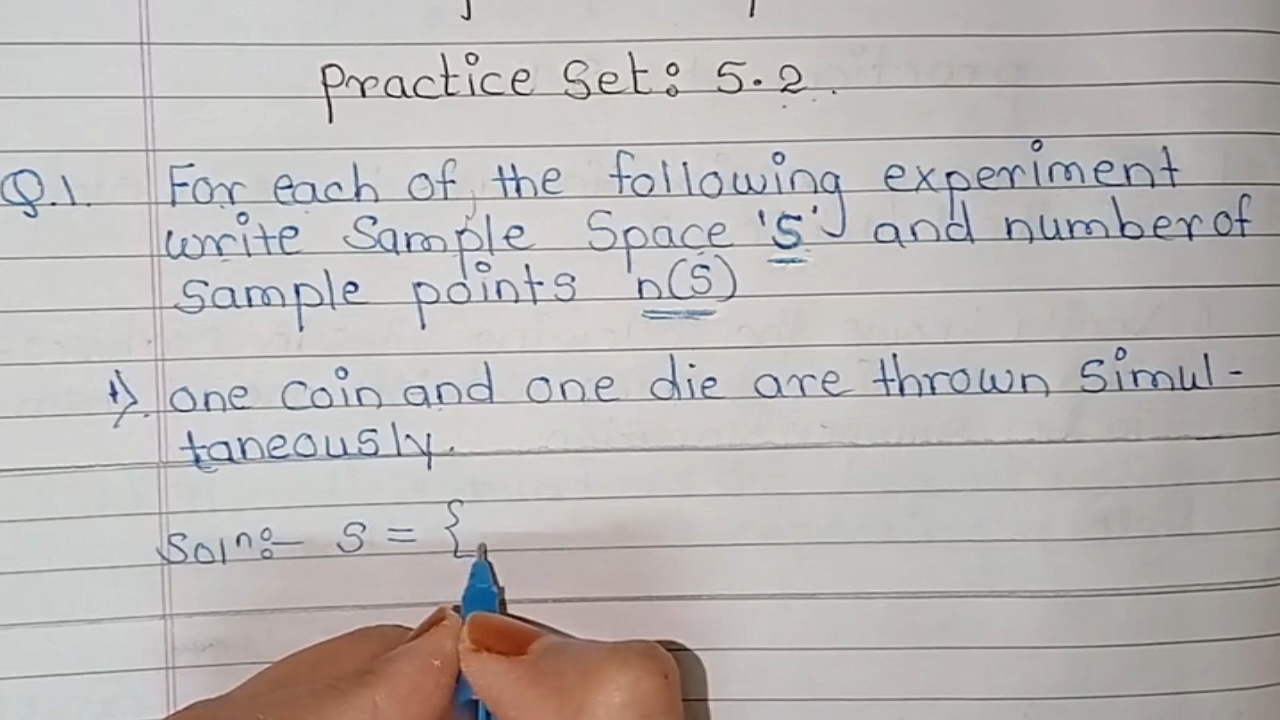 Practice Set: 5.2.
Q.1. For each of the following experiment
write Sample Space 'S' and number of
sample points n(S)
1) one coin and one die are thrown simul-
taneously.
Soln:- S = {